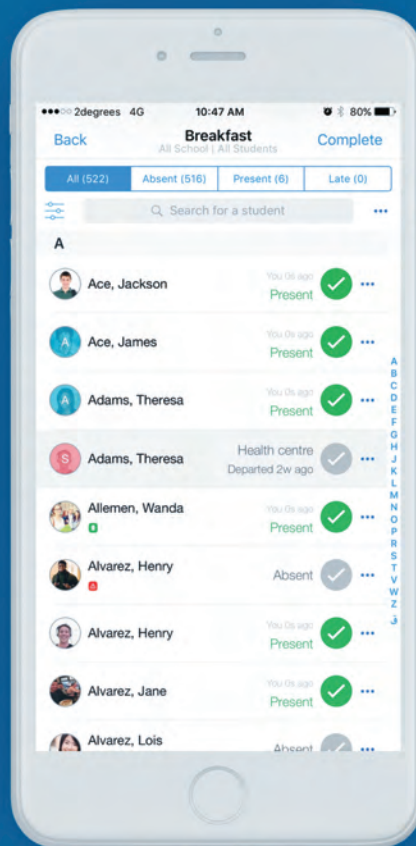 2degrees 4G 10:47 AM 80%
Back Breakfast Complete
All School | All Students
All (522) Absent (516) Present (6) Late (0)
Search for a student
A
Ace, Jackson You 0s ago
Present
A Ace, James You 0s ago
Present
A Adams, Theresa You 0s ago
Present
S Adams, Theresa Health centre
Departed 2w ago
Allemen, Wanda You 0s ago
Present
Alvarez, Henry Absent
Alvarez, Henry You 0s ago
Present
Alvarez, Jane You 0s ago
Present
Alvarez, Lois Absent
A
B
C
D
E
F
G
H
J
K
L
M
N
O
P
R
S
T
V
W
Z
ق